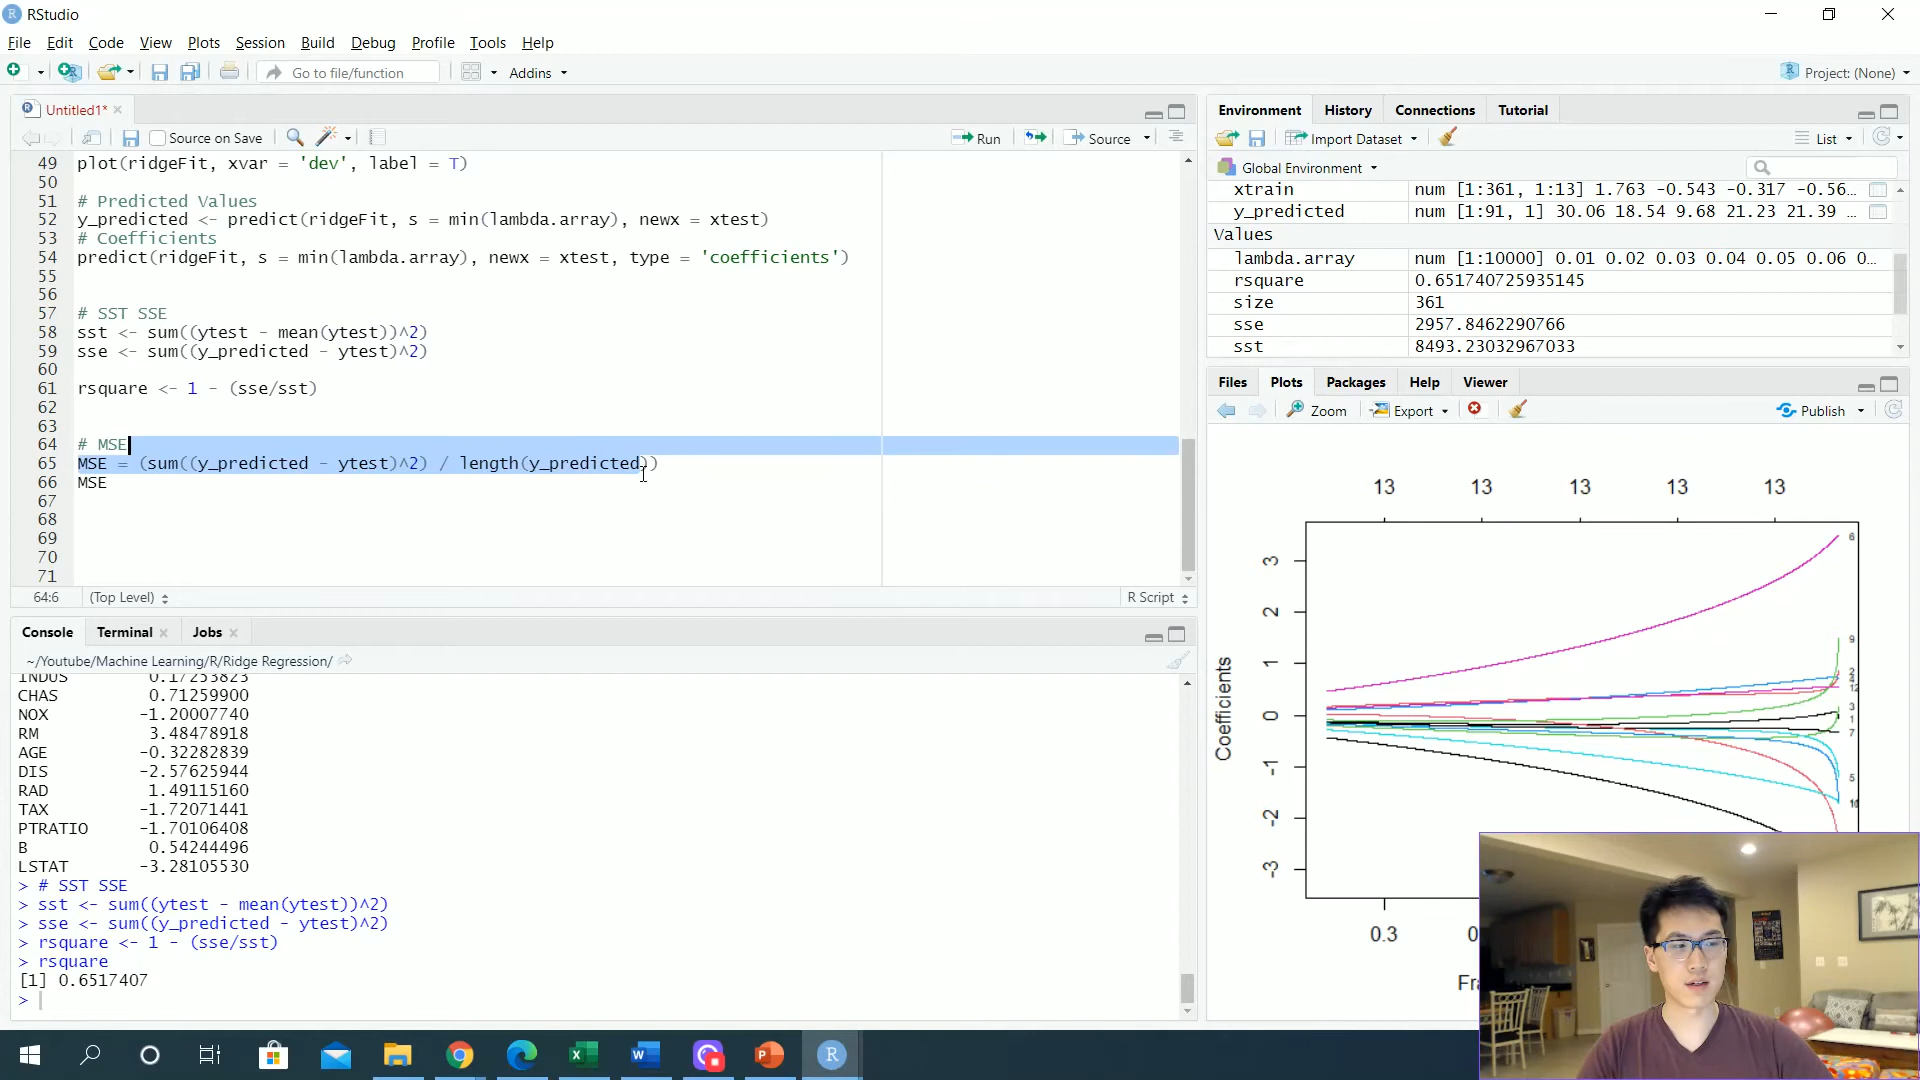 RStudio
File Edit Code View Plots Session Build Debug Profile Tools Help
Go to file/function Addins Project: (None)
Untitled1*
Source on Save Run Source
49 plot(ridgeFit, xvar = 'dev', label = T)
50
51 # Predicted Values
52 y_predicted <- predict(ridgeFit, s = min(lambda.array), newx = xtest)
53 # Coefficients
54 predict(ridgeFit, s = min(lambda.array), newx = xtest, type = 'coefficients')
55
56
57 # SST SSE
58 sst <- sum((ytest - mean(ytest))^2)
59 sse <- sum((y_predicted - ytest)^2)
60
61 rsquare <- 1 - (sse/sst)
62
63
64 # MSE
65 MSE = (sum((y_predicted - ytest)^2) / length(y_predicted))
66 MSE
67
68
69
70
71
64:6 (Top Level) R Script
Console Terminal Jobs
~/Youtube/Machine Learning/R/Ridge Regression/
INDUS 0.17253823
CHAS 0.71259900
NOX -1.20007740
RM 3.48478918
AGE -0.32282839
DIS -2.57625944
RAD 1.49115160
TAX -1.72071441
PTRATIO -1.70106408
B 0.54244496
LSTAT -3.28105530
> # SST SSE
> sst <- sum((ytest - mean(ytest))^2)
> sse <- sum((y_predicted - ytest)^2)
> rsquare <- 1 - (sse/sst)
> rsquare
[1] 0.6517407
>
Environment History Connections Tutorial
Import Dataset List
Global Environment
xtrain num [1:361, 1:13] 1.763 -0.543 -0.317 -0.56...
y_predicted num [1:91, 1] 30.06 18.54 9.68 21.23 21.39 ...
Values
lambda.array num [1:10000] 0.01 0.02 0.03 0.04 0.05 0.06 0...
rsquare 0.651740725935145
size 361
sse 2957.8462290766
sst 8493.23032967033
Files Plots Packages Help Viewer
Zoom Export Publish
13 13 13 13 13
Coefficients
3
2
1
0
-1
-2
-3
6
9
2
12
3
1
7
5
10
0.3